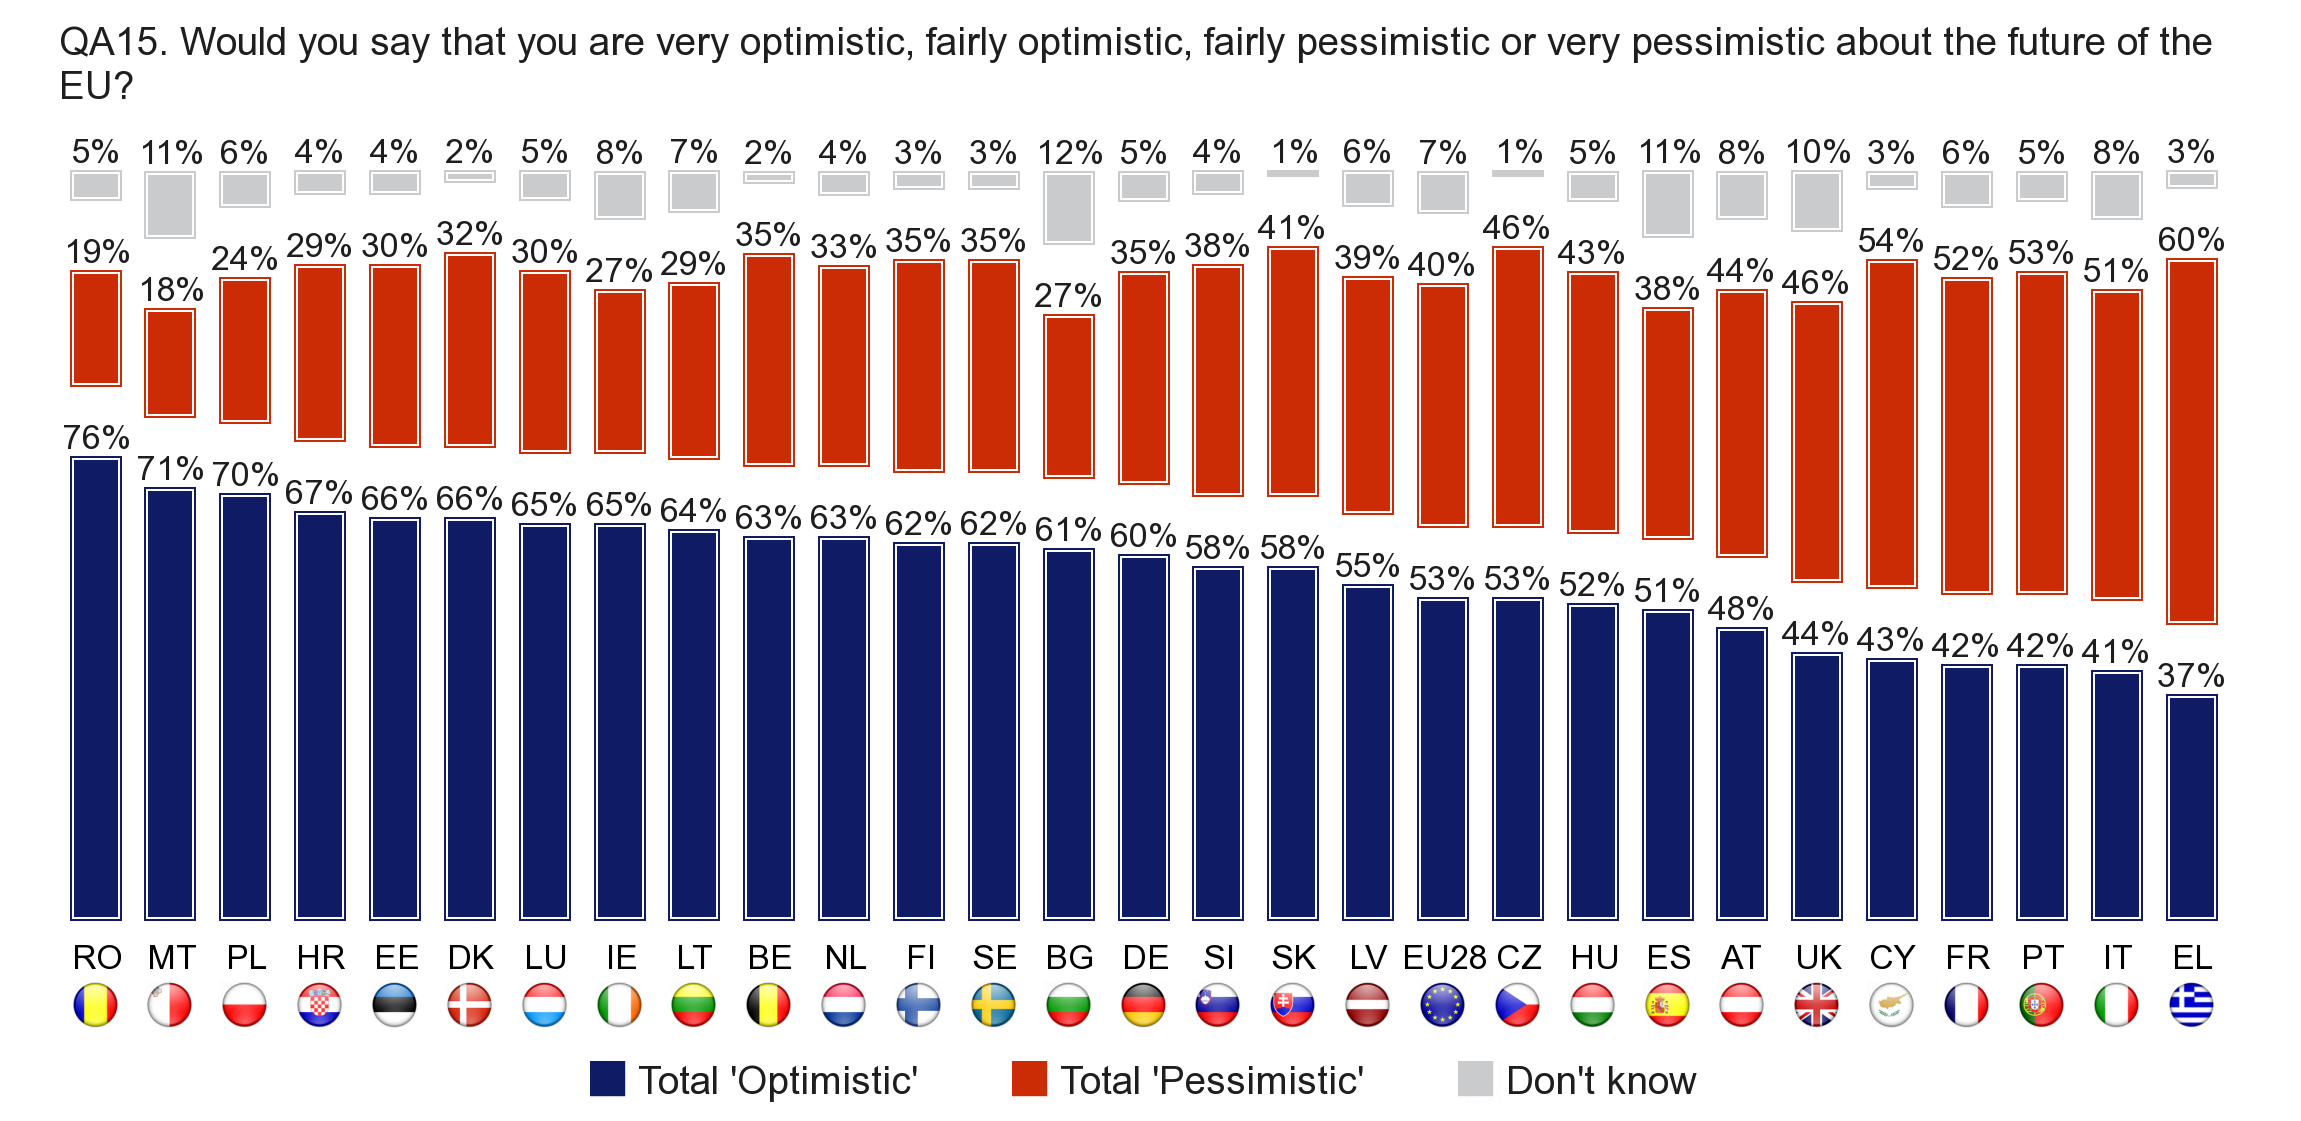 QA15. Would you say that you are very optimistic, fairly optimistic, fairly pessimistic or very pessimistic about the future of the
EU?
5% 11% 6% 4% 4% 2% 5% 8% 7% 2% 4% 3% 3% 12% 5% 4% 1% 6% 7% 1% 5% 11% 8% 10% 3% 6% 5% 8% 3%
19% 18% 24% 29% 30% 32% 30% 27% 29% 35% 33% 35% 35% 27% 35% 38% 41% 39% 40% 46% 43% 38% 44% 46% 54% 52% 53% 51% 60%
76% 71% 70% 67% 66% 66% 65% 65% 64% 63% 63% 62% 62% 61% 60% 58% 58% 55% 53% 53% 52% 51% 48% 44% 43% 42% 42% 41% 37%
RO MT PL HR EE DK LU IE LT BE NL FI SE BG DE SI SK LV EU28 CZ HU ES AT UK CY FR PT IT EL
Total 'Optimistic' Total 'Pessimistic' Don't know